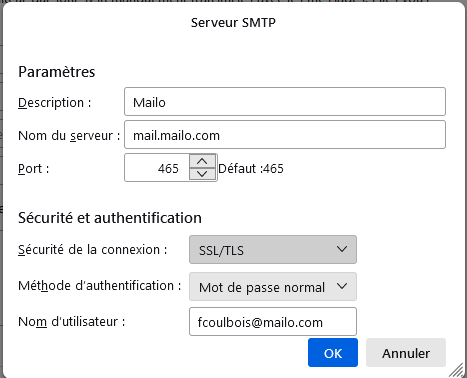 Serveur SMTP
Paramètres
Description : Mailo
Nom du serveur : mail.mailo.com
Port : 465 Défaut :465
Sécurité et authentification
Sécurité de la connexion : SSL/TLS
Méthode d'authentification : Mot de passe normal
Nom d'utilisateur : fcoulbois@mailo.com
OK Annuler